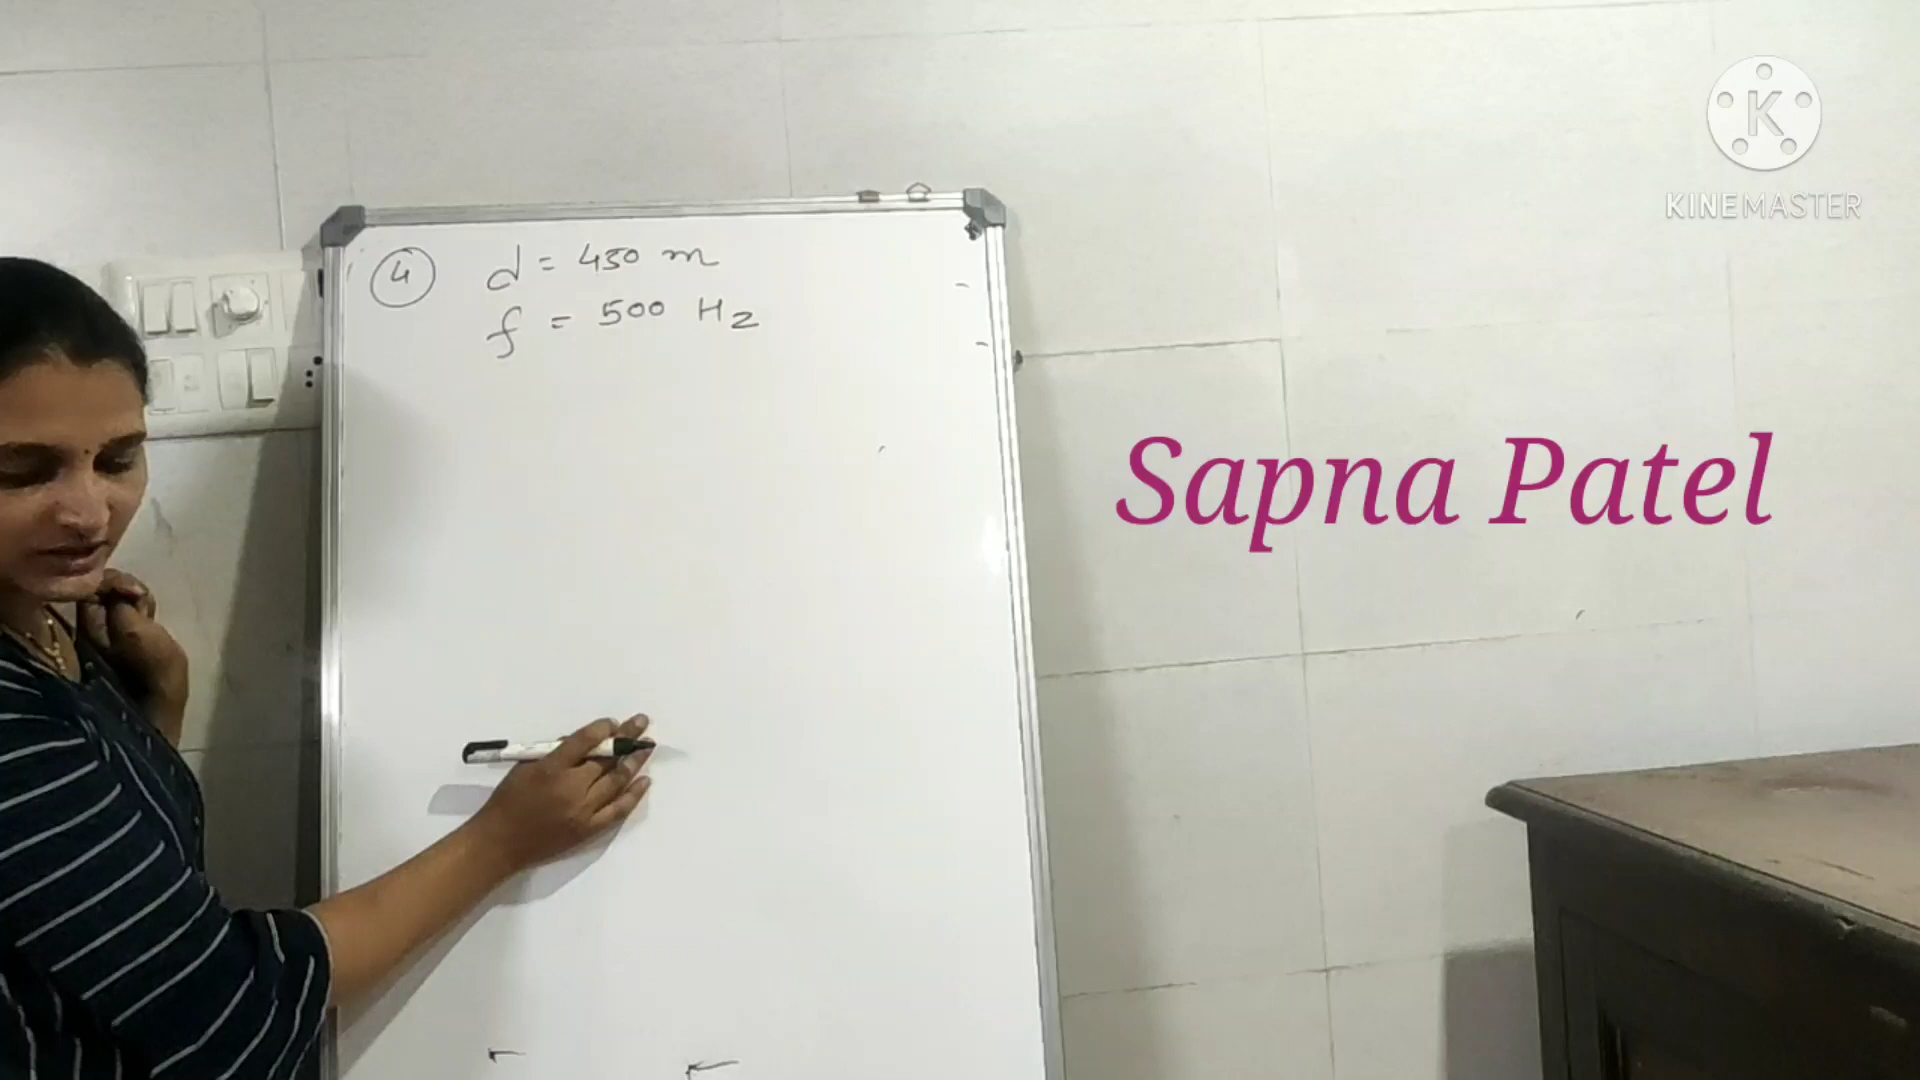 4 d = 450 m
f = 500 Hz
K
KINEMASTER
Sapna Patel